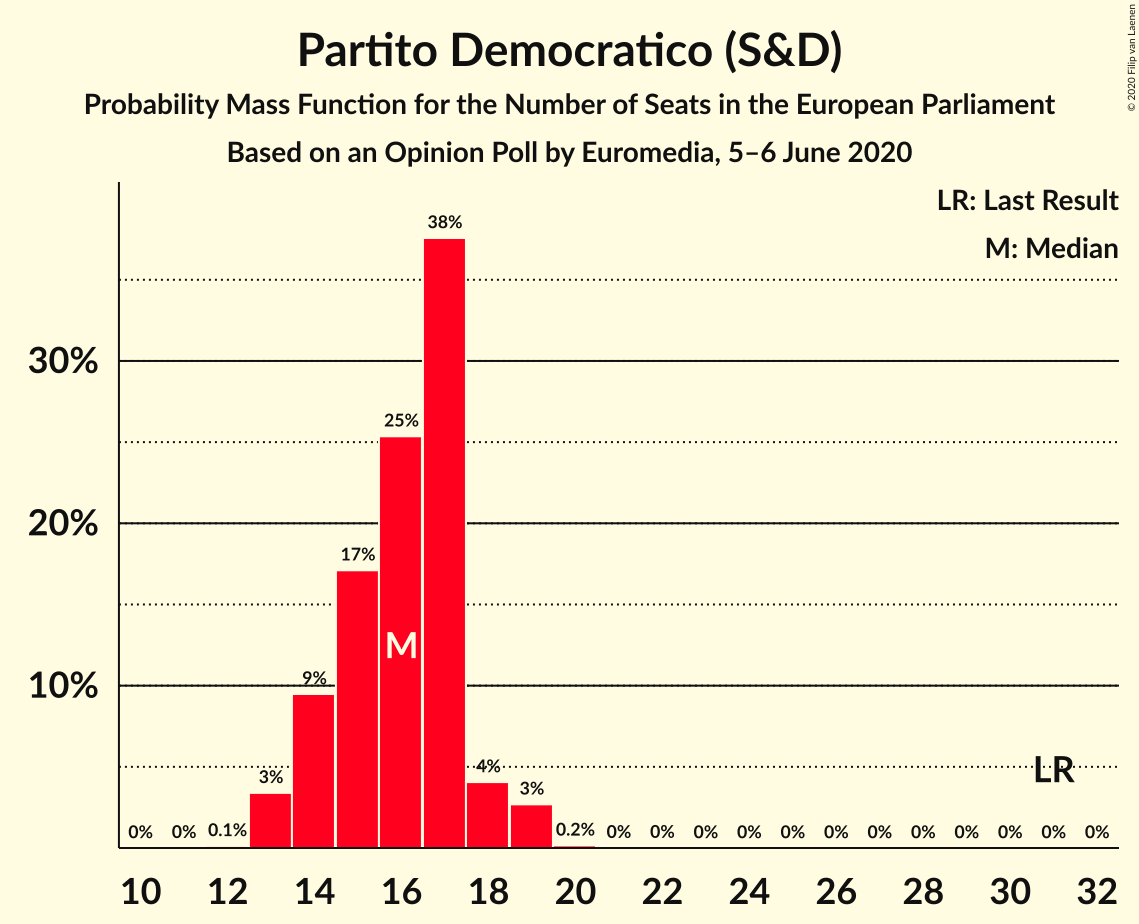 Partito Democratico (S&D)
Probability Mass Function for the Number of Seats in the European Parliament
Based on an Opinion Poll by Euromedia, 5–6 June 2020
© 2020 Filip van Laenen
LR: Last Result
M: Median
38%
30%
25%
20%
17%
M
10%
9%
LR
3%
4%
3%
0% 0% 0.1% 0.2% 0% 0% 0% 0% 0% 0% 0% 0% 0% 0% 0% 0%
10 12 14 16 18 20 22 24 26 28 30 32